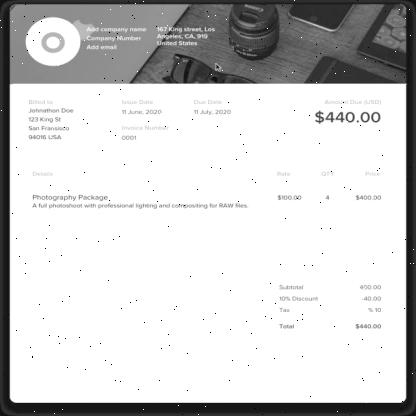 Add company name
Company Number
Add email
167 King street, Los
Angeles, CA, 919
United States
Billed to
Johnathon Doe
123 King St
San Fransisco
94016 USA
Issue Date
11 June, 2020
Invoice Number
0001
Due Date
11 July, 2020
Amount Due (USD)
$440.00
Details Rate QTY Price
Photography Package $100.00 4 $400.00
A full photoshoot with professional lighting and compositing for RAW files.
Subtotal 400.00
10% Discount -40.00
Tax % 10
Total $440.00